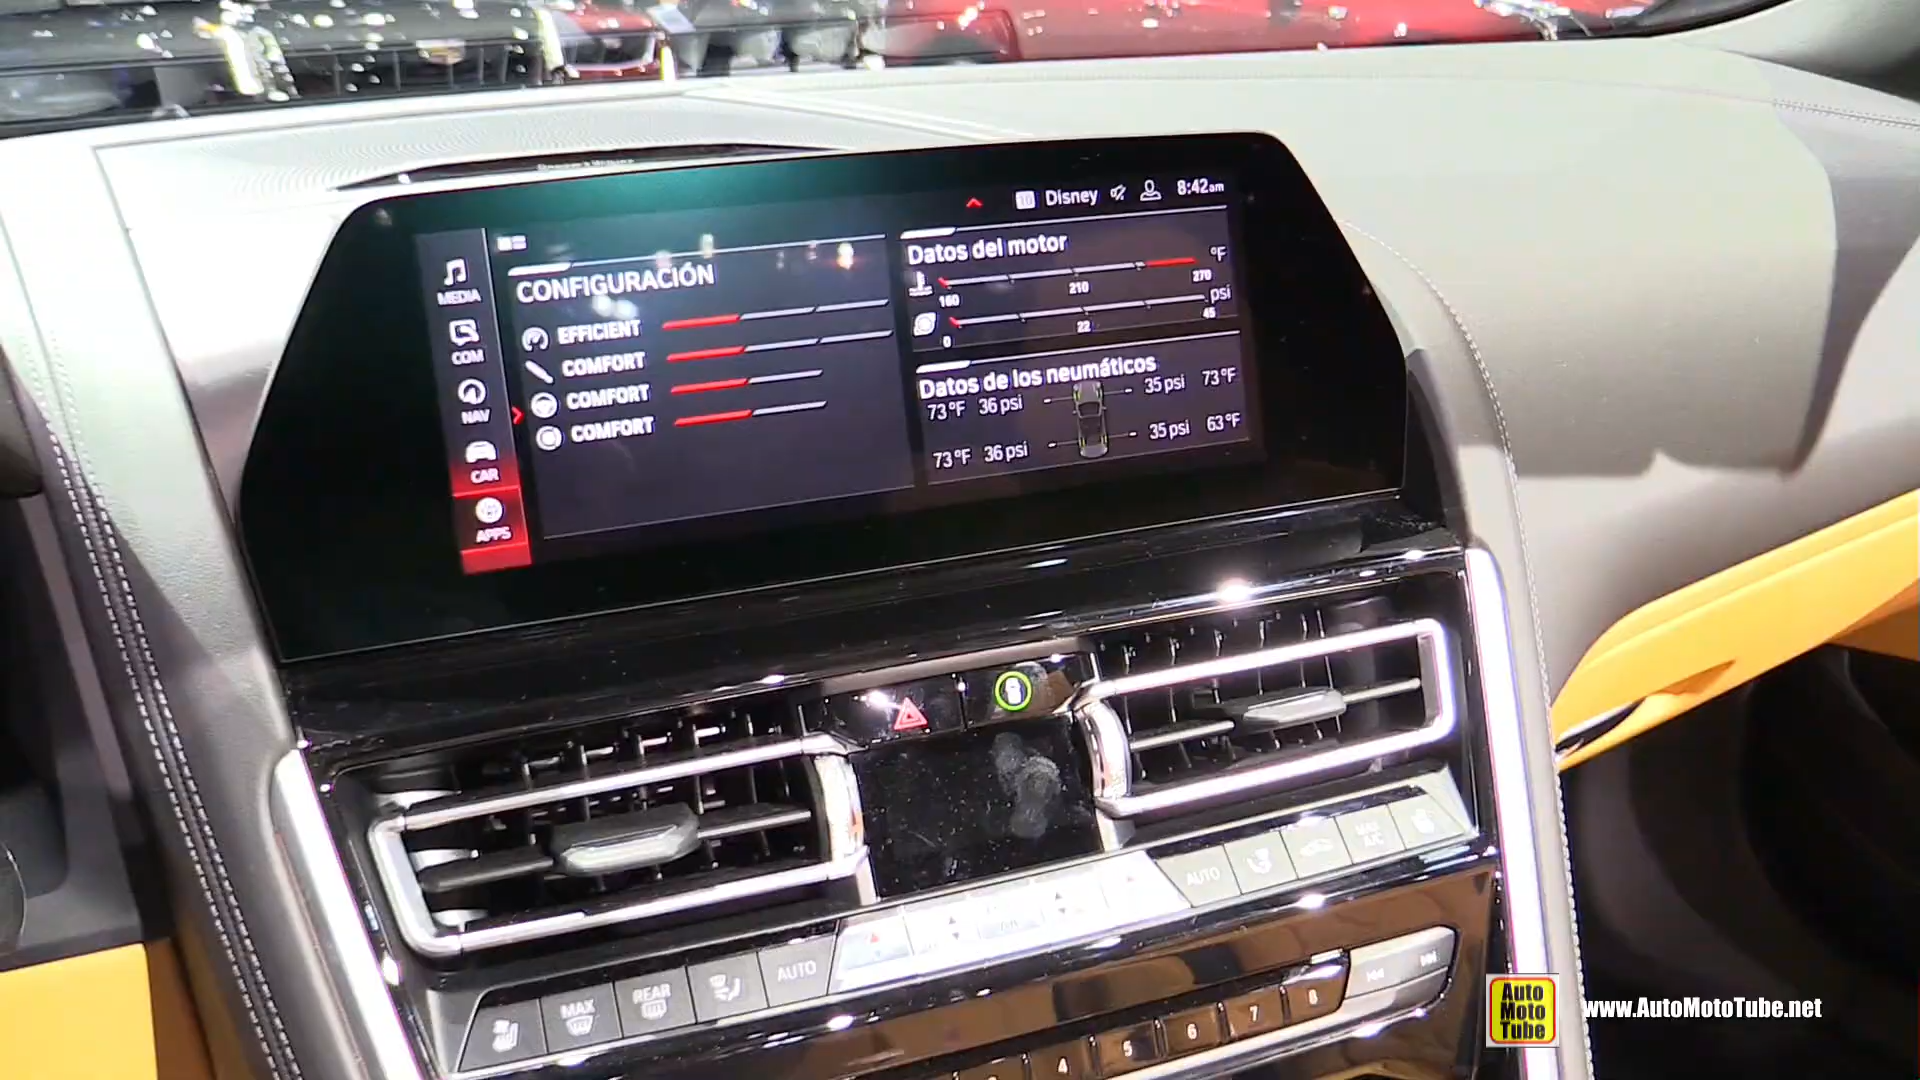 Disney 8:42am
MEDIA
COM
NAV
CAR
APPS
CONFIGURACIÓN
EFFICIENT
COMFORT
COMFORT
COMFORT
Datos del motor
°F
160 210 270
psi
0 22 45
Datos de los neumáticos
73°F 36 psi 35 psi 73°F
73°F 36 psi 35 psi 63°F
AUTO MAX A/C
MAX REAR AUTO
4 5 6 7 8
Auto
Moto
Tube
www.AutoMotoTube.net